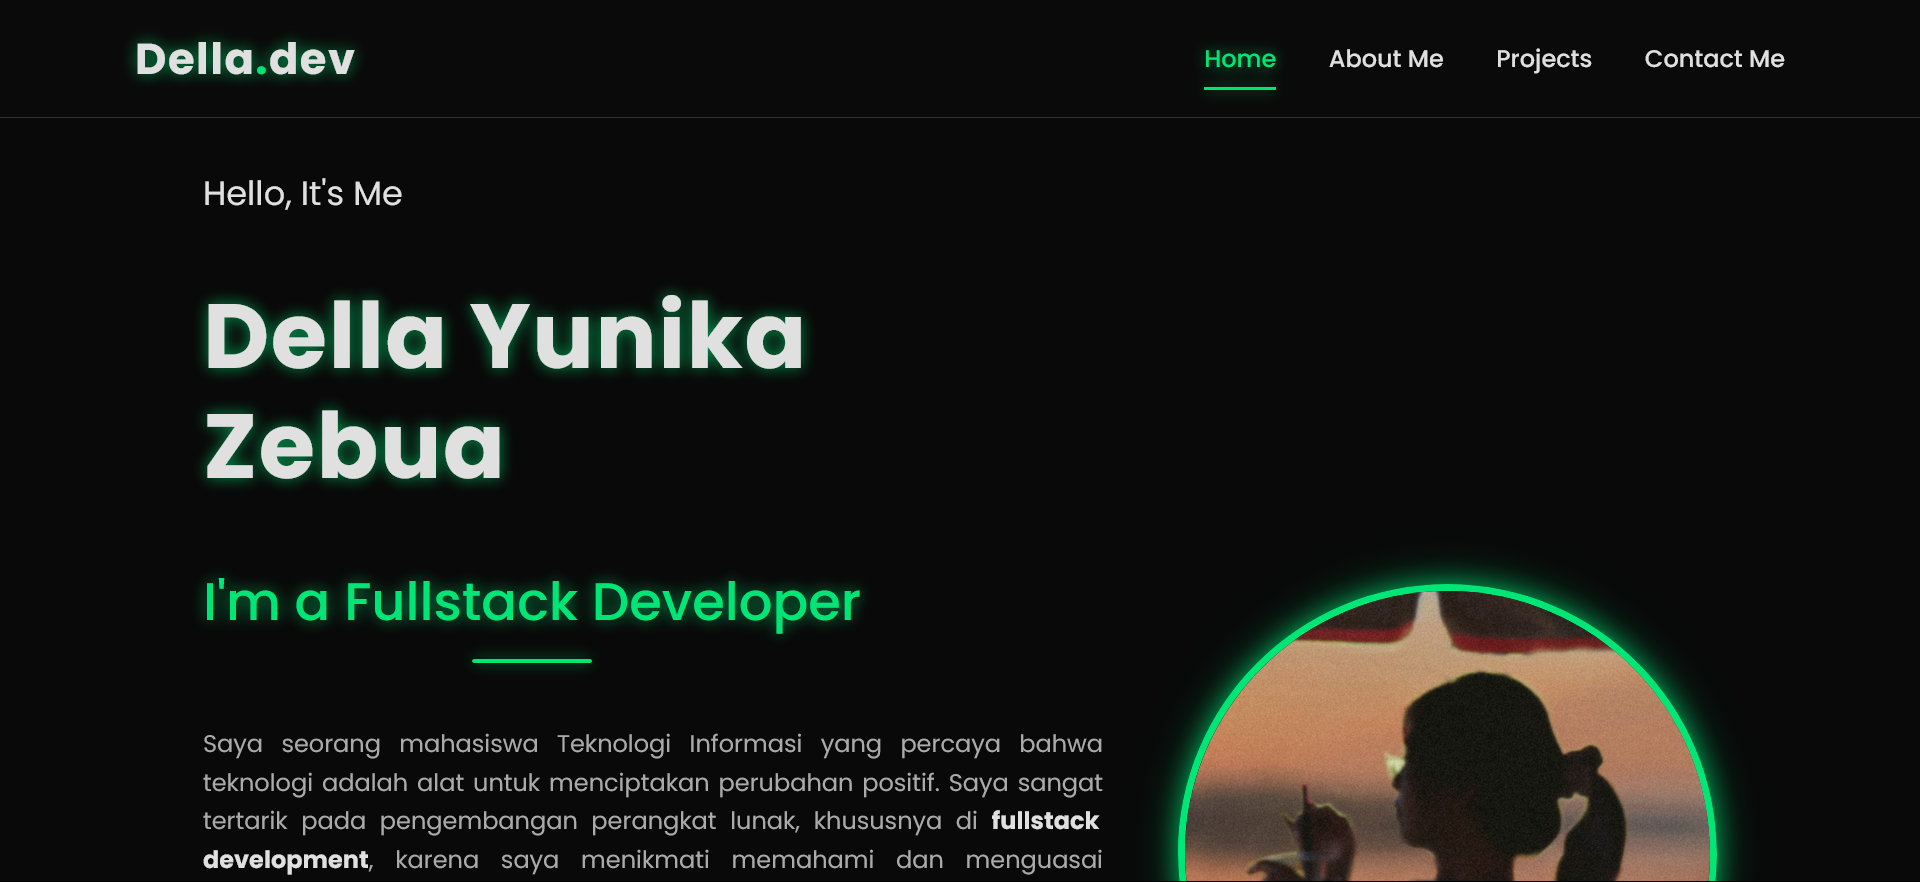 Della.dev
Home About Me Projects Contact Me
Hello, It's Me
Della Yunika
Zebua
I'm a Fullstack Developer
Saya seorang mahasiswa Teknologi Informasi yang percaya bahwa
teknologi adalah alat untuk menciptakan perubahan positif. Saya sangat
tertarik pada pengembangan perangkat lunak, khususnya di fullstack
development, karena saya menikmati memahami dan menguasai